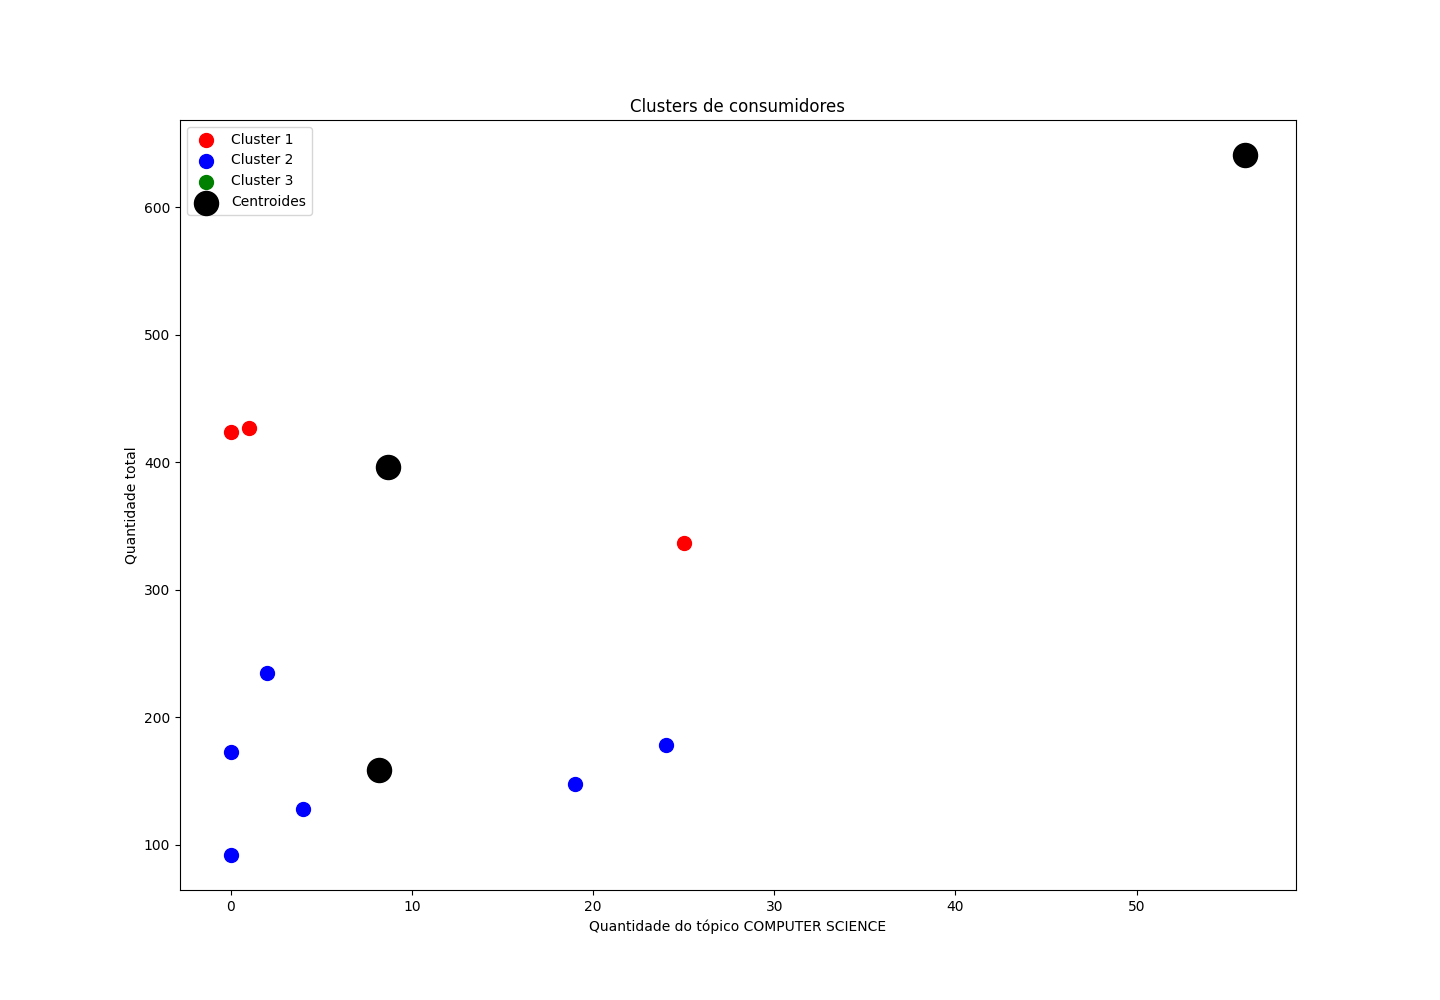 Clusters de consumidores
Cluster 1
Cluster 2
Cluster 3
Centroides
600
500
400
300
200
100
Quantidade total
0 10 20 30 40 50
Quantidade do tópico COMPUTER SCIENCE